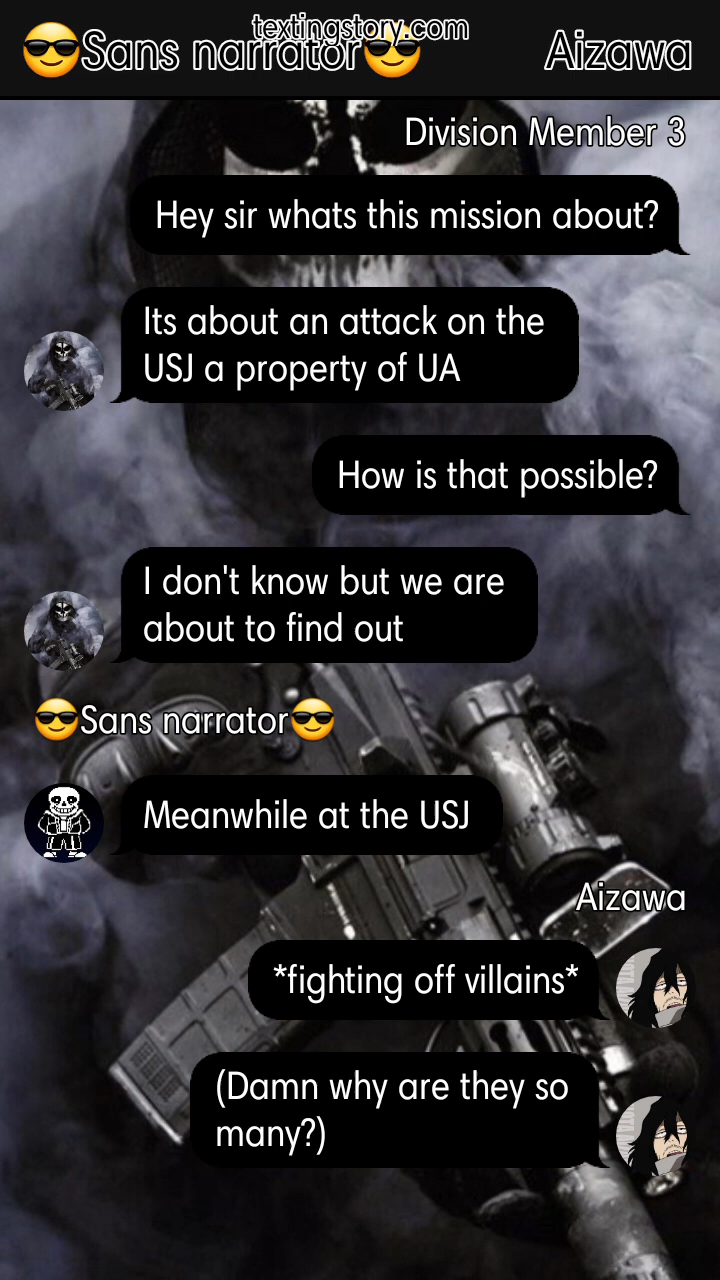 textingstory.com
😎Sans narrator😎 Aizawa
Division Member 3
Hey sir whats this mission about?
Its about an attack on the
USJ a property of UA
How is that possible?
I don't know but we are
about to find out
😎Sans narrator😎
Meanwhile at the USJ
Aizawa
*fighting off villains*
(Damn why are they so
many?)